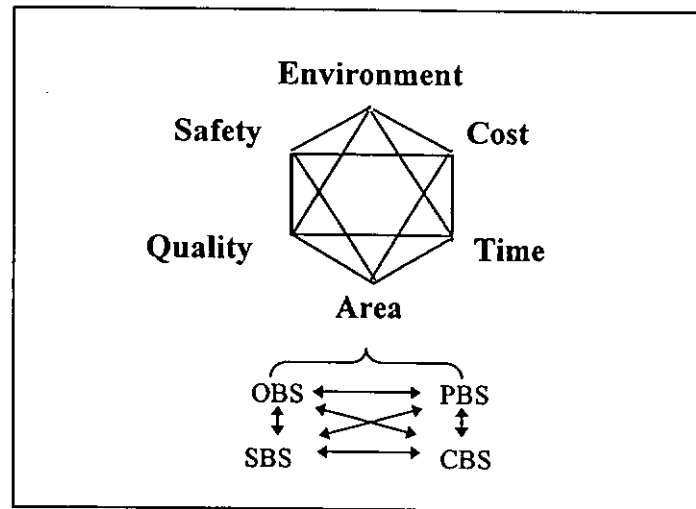 Environment
Safety Cost
Quality Time
Area
OBS PBS
SBS CBS